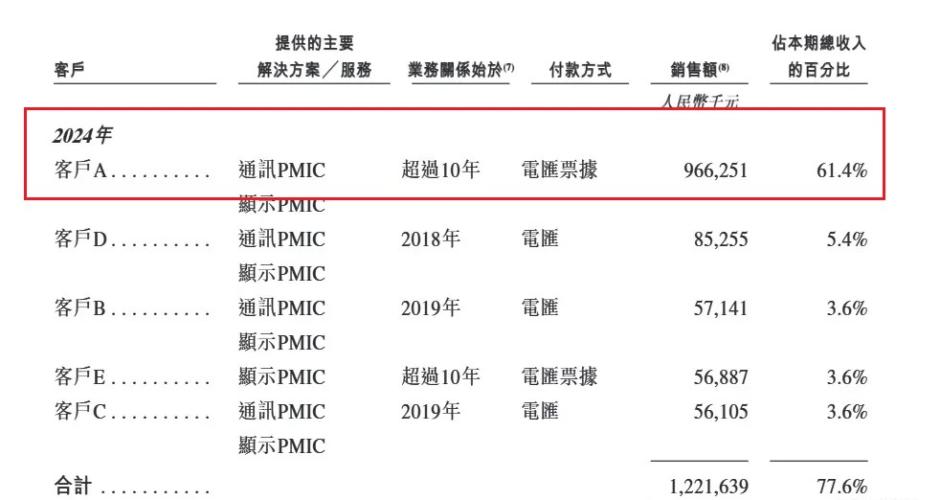 提供的主要 佔本期總收入
客戶 解決方案／服務 業務關係始於(7) 付款方式 銷售額(8) 的百分比
人民幣千元
2024年
客戶A.......... 通訊PMIC 超過10年 電匯票據 966,251 61.4%
顯示PMIC
客戶D.......... 通訊PMIC 2018年 電匯 85,255 5.4%
顯示PMIC
客戶B.......... 通訊PMIC 2019年 電匯 57,141 3.6%
顯示PMIC
客戶E.......... 顯示PMIC 超過10年 電匯票據 56,887 3.6%
客戶C.......... 通訊PMIC 2019年 電匯 56,105 3.6%
顯示PMIC
合計........... 1,221,639 77.6%